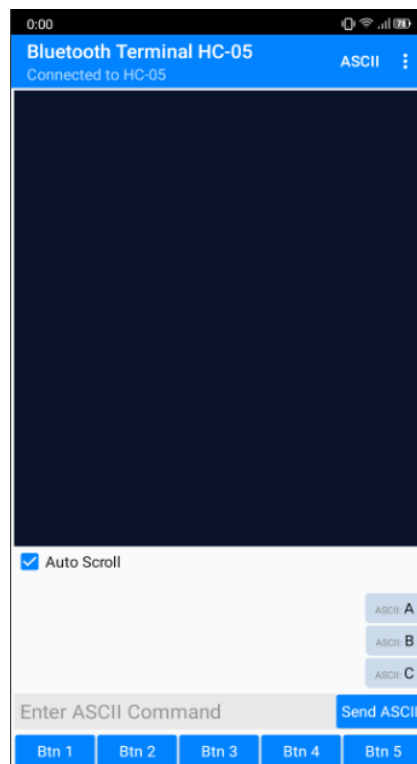 0:00
78
Bluetooth Terminal HC-05
Connected to HC-05
ASCII
Auto Scroll
ASCII: A
ASCII: B
ASCII: C
Enter ASCII Command
Send ASCII
Btn 1 Btn 2 Btn 3 Btn 4 Btn 5